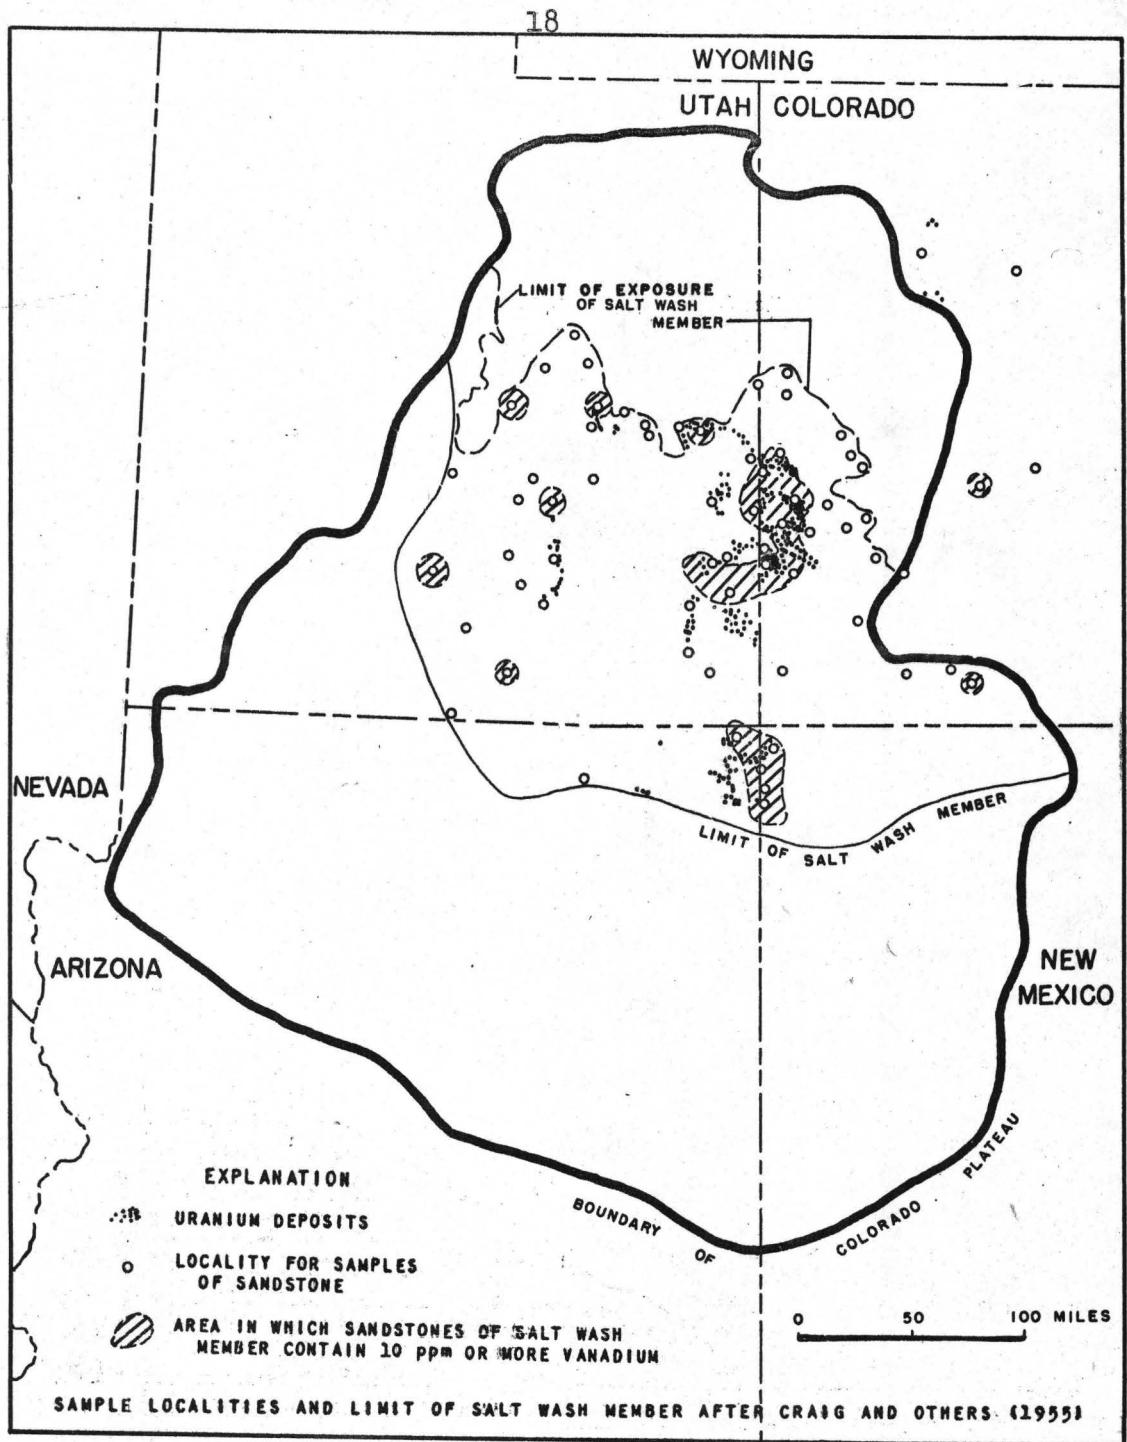 18
WYOMING
UTAH COLORADO
LIMIT OF EXPOSURE
OF SALT WASH
MEMBER
NEVADA
LIMIT OF SALT WASH MEMBER
ARIZONA
NEW
MEXICO
BOUNDARY OF COLORADO PLATEAU
EXPLANATION
URANIUM DEPOSITS
LOCALITY FOR SAMPLES
OF SANDSTONE
AREA IN WHICH SANDSTONES OF SALT WASH
MEMBER CONTAIN 10 ppm OR MORE VANADIUM
0 50 100 MILES
SAMPLE LOCALITIES AND LIMIT OF SALT WASH MEMBER AFTER CRAIG AND OTHERS (1955)